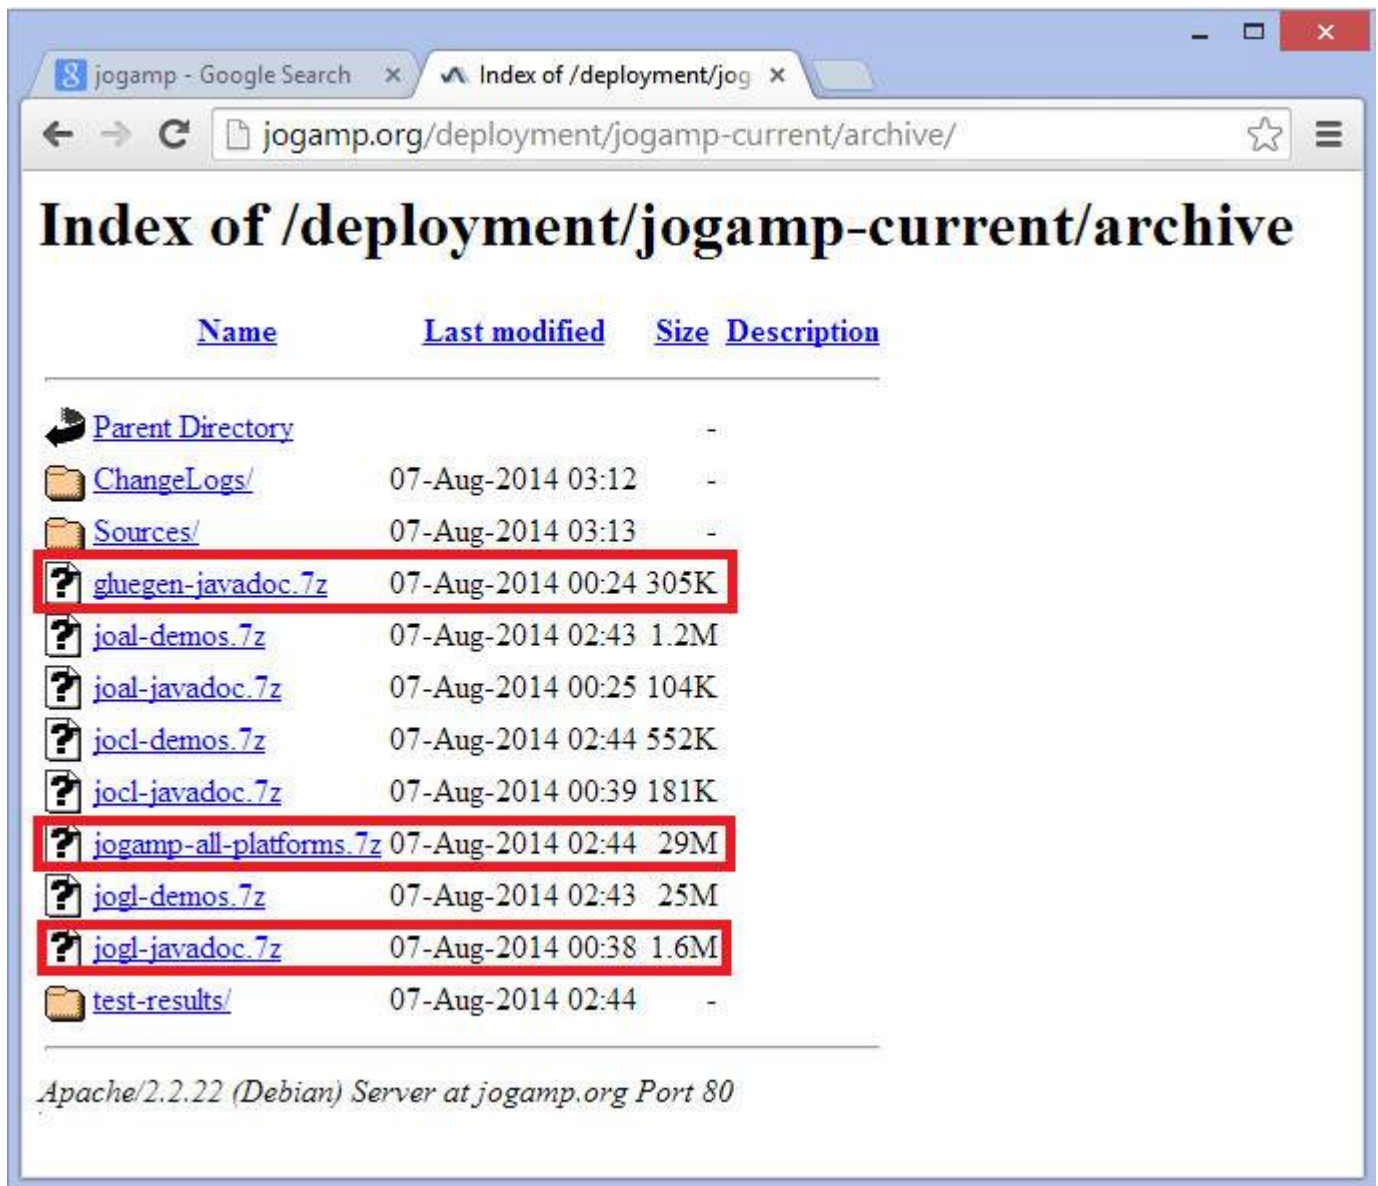 jogamp - Google Search
Index of /deployment/jog
jogamp.org/deployment/jogamp-current/archive/
Index of /deployment/jogamp-current/archive
Name Last modified Size Description
Parent Directory -
ChangeLogs/ 07-Aug-2014 03:12 -
Sources/ 07-Aug-2014 03:13 -
gluegen-javadoc.7z 07-Aug-2014 00:24 305K
joal-demos.7z 07-Aug-2014 02:43 1.2M
joal-javadoc.7z 07-Aug-2014 00:25 104K
jocl-demos.7z 07-Aug-2014 02:44 552K
jocl-javadoc.7z 07-Aug-2014 00:39 181K
jogamp-all-platforms.7z 07-Aug-2014 02:44 29M
jogl-demos.7z 07-Aug-2014 02:43 25M
jogl-javadoc.7z 07-Aug-2014 00:38 1.6M
test-results/ 07-Aug-2014 02:44 -
Apache/2.2.22 (Debian) Server at jogamp.org Port 80